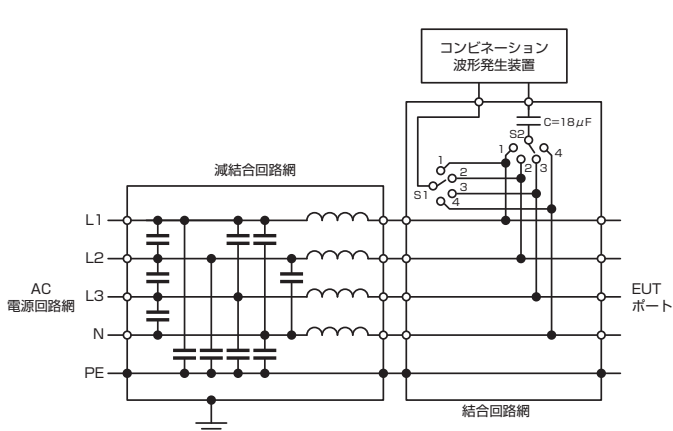 コンビネーション
波形発生装置
C=18μF
S2
1
4
2
3
1
2
3
4
S1
減結合回路網
L1
L2
L3
N
PE
AC
電源回路網
EUT
ポート
結合回路網